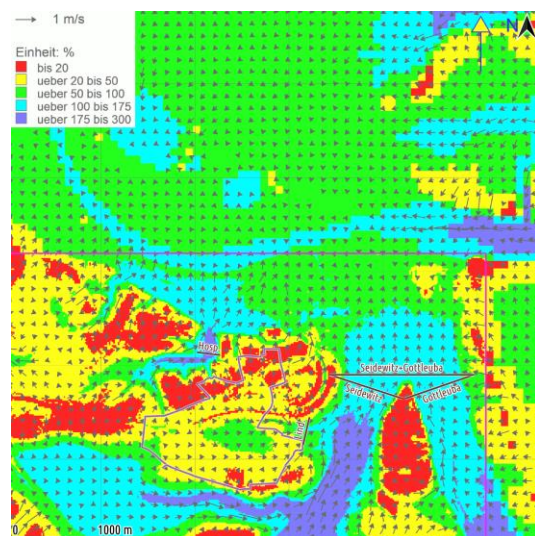 1 m/s
N
Einheit: %
bis 20
ueber 20 bis 50
ueber 50 bis 100
ueber 100 bis 175
ueber 175 bis 300
Hosp
Seidewitz-Gottleuba
Seidewitz
Gottleuba
1000 m